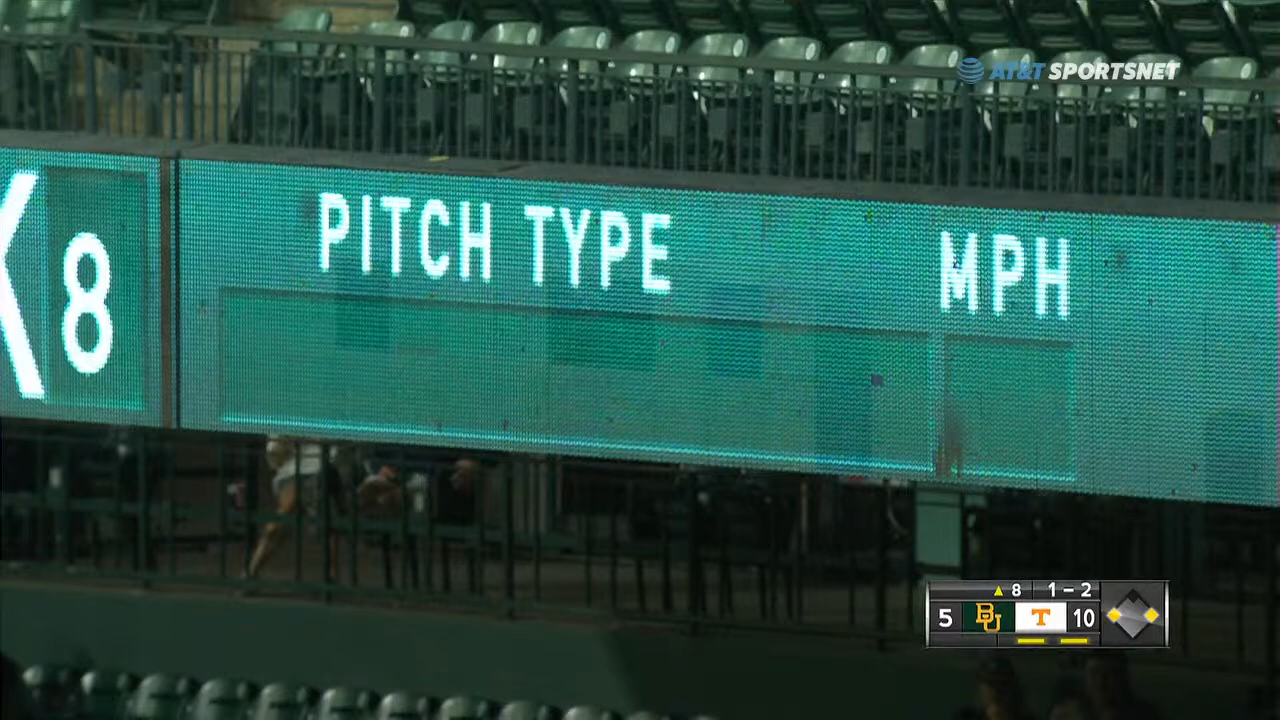 AT&T SPORTSNET
K 8
PITCH TYPE
MPH
▲ 8 1-2
5 BU T 10